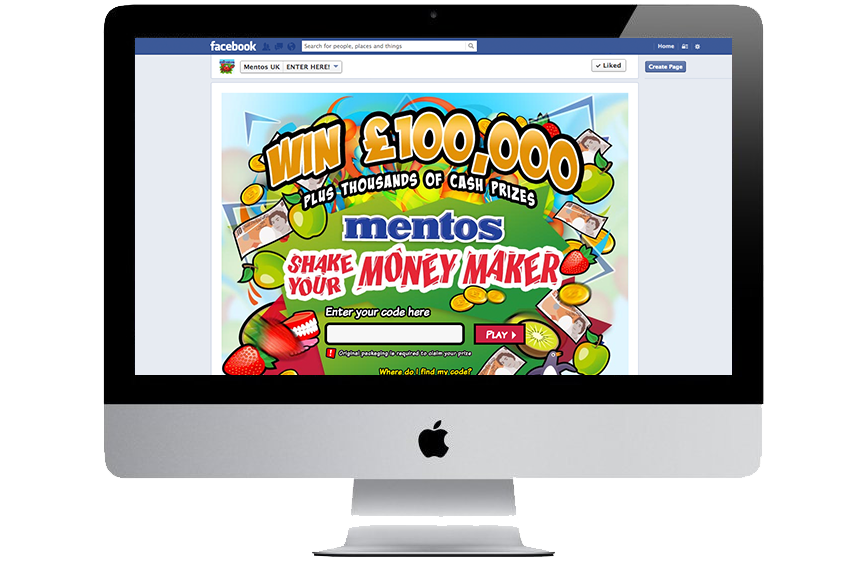 facebook
Search for people, places and things
Home
Mentos UK
ENTER HERE!
Liked
Create Page
WIN £100,000
PLUS THOUSANDS OF CASH PRIZES
mentos
SHAKE YOUR
MONEY MAKER
Enter your code here
PLAY
! Original packaging is required to claim your prize
Where do I find my code?